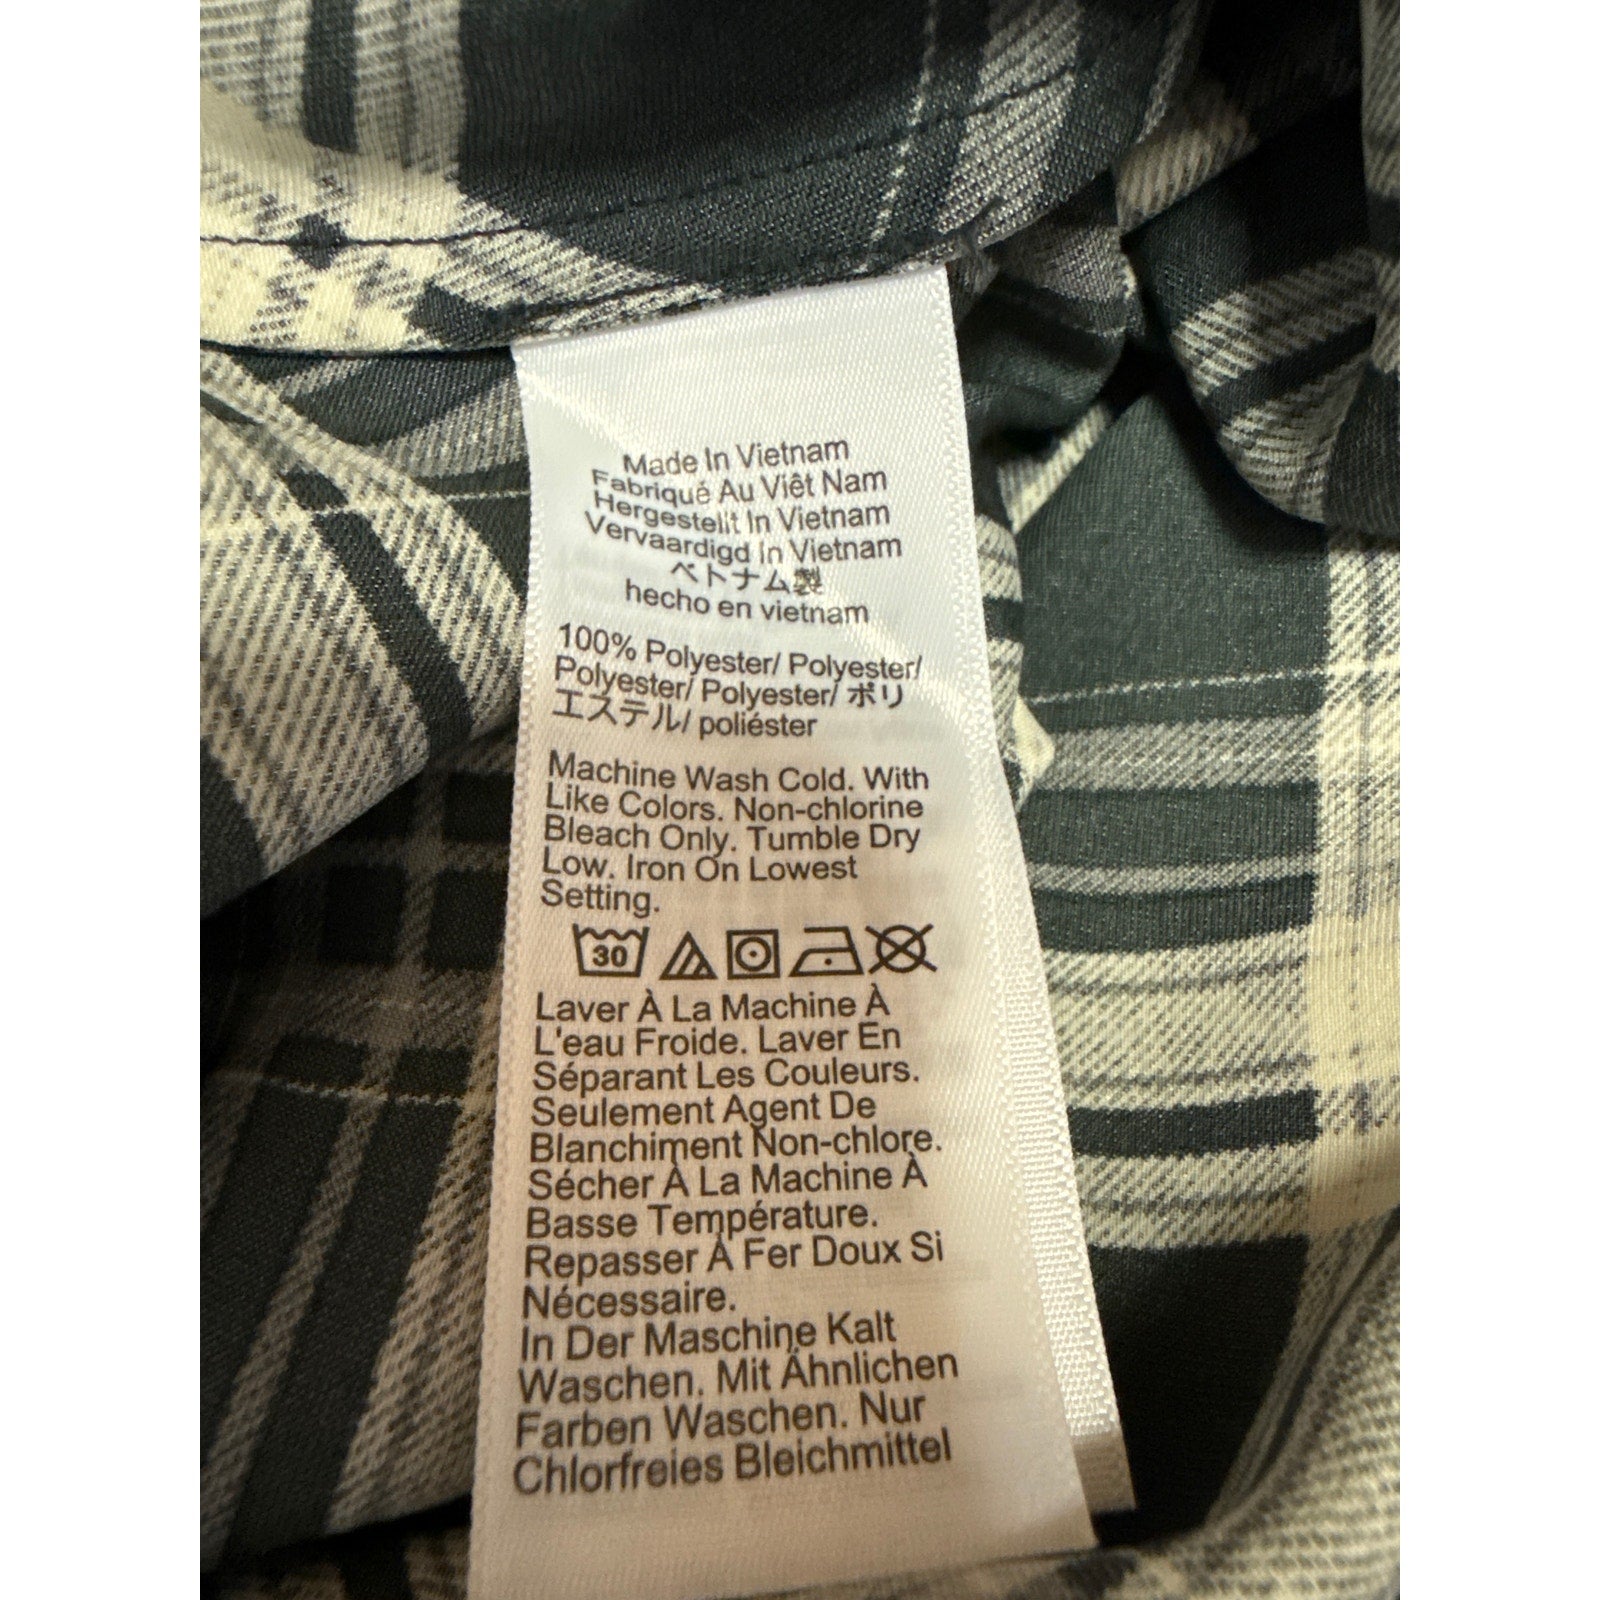 Made In Vietnam
Fabriqué Au Viêt Nam
Hergestellt In Vietnam
Vervaardigd In Vietnam
ベトナム製
hecho en vietnam
100% Polyester/ Polyester/
Polyester/ Polyester/ ポリ
エステル/ poliéster
Machine Wash Cold. With
Like Colors. Non-chlorine
Bleach Only. Tumble Dry
Low. Iron On Lowest
Setting.
30
Laver À La Machine À
L'eau Froide. Laver En
Séparant Les Couleurs.
Seulement Agent De
Blanchiment Non-chlore.
Sécher À La Machine À
Basse Température.
Repasser À Fer Doux Si
Nécessaire.
In Der Maschine Kalt
Waschen. Mit Ähnlichen
Farben Waschen. Nur
Chlorfreies Bleichmittel